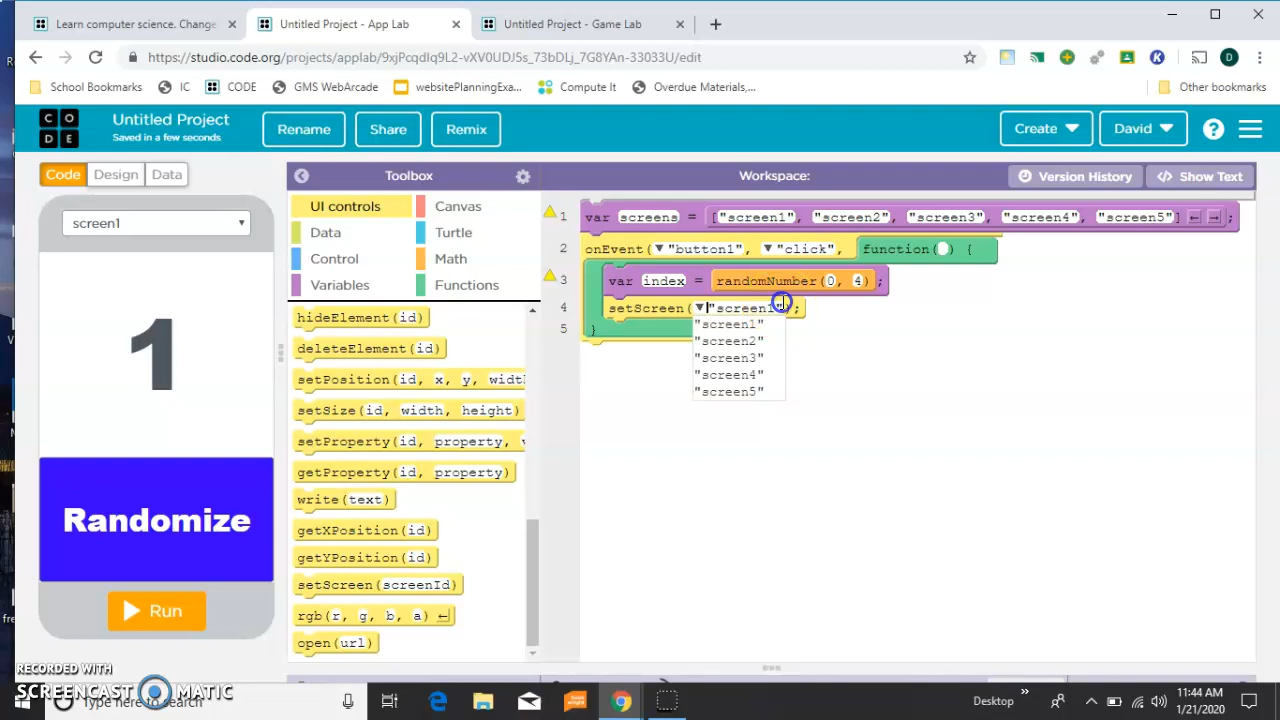 Learn computer science. Change × Untitled Project - App Lab × Untitled Project - Game Lab × +
https://studio.code.org/projects/applab/9xjPcqdIq9L2-vXV0UDJ5s_73bDLj_7G8YAn-33033U/edit
School Bookmarks IC CODE GMS WebArcade websitePlanningExa... Compute It Overdue Materials,... Other bookmarks
C O D E
Untitled Project
Saved in a few seconds
Rename Share Remix Create David ?
Code Design Data Toolbox Workspace: Version History </> Show Text
screen1
1
Randomize
Run
UI controls Canvas
Data Turtle
Control Math
Variables Functions
hideElement(id)
deleteElement(id)
setPosition(id, x, y, widt
setSize(id, width, height)
setProperty(id, property,
getProperty(id, property)
write(text)
getXPosition(id)
getYPosition(id)
setScreen(screenId)
rgb(r, g, b, a)
open(url)
1 var screens = ["screen1", "screen2", "screen3", "screen4", "screen5"]
2 onEvent("button1", "click", function() {
3 var index = randomNumber(0, 4);
4 setScreen("screen1");
5 }
"screen1"
"screen2"
"screen3"
"screen4"
"screen5"
RECORDED WITH
SCREENCAST MATIC
Type here to search
Desktop
11:44 AM
1/21/2020